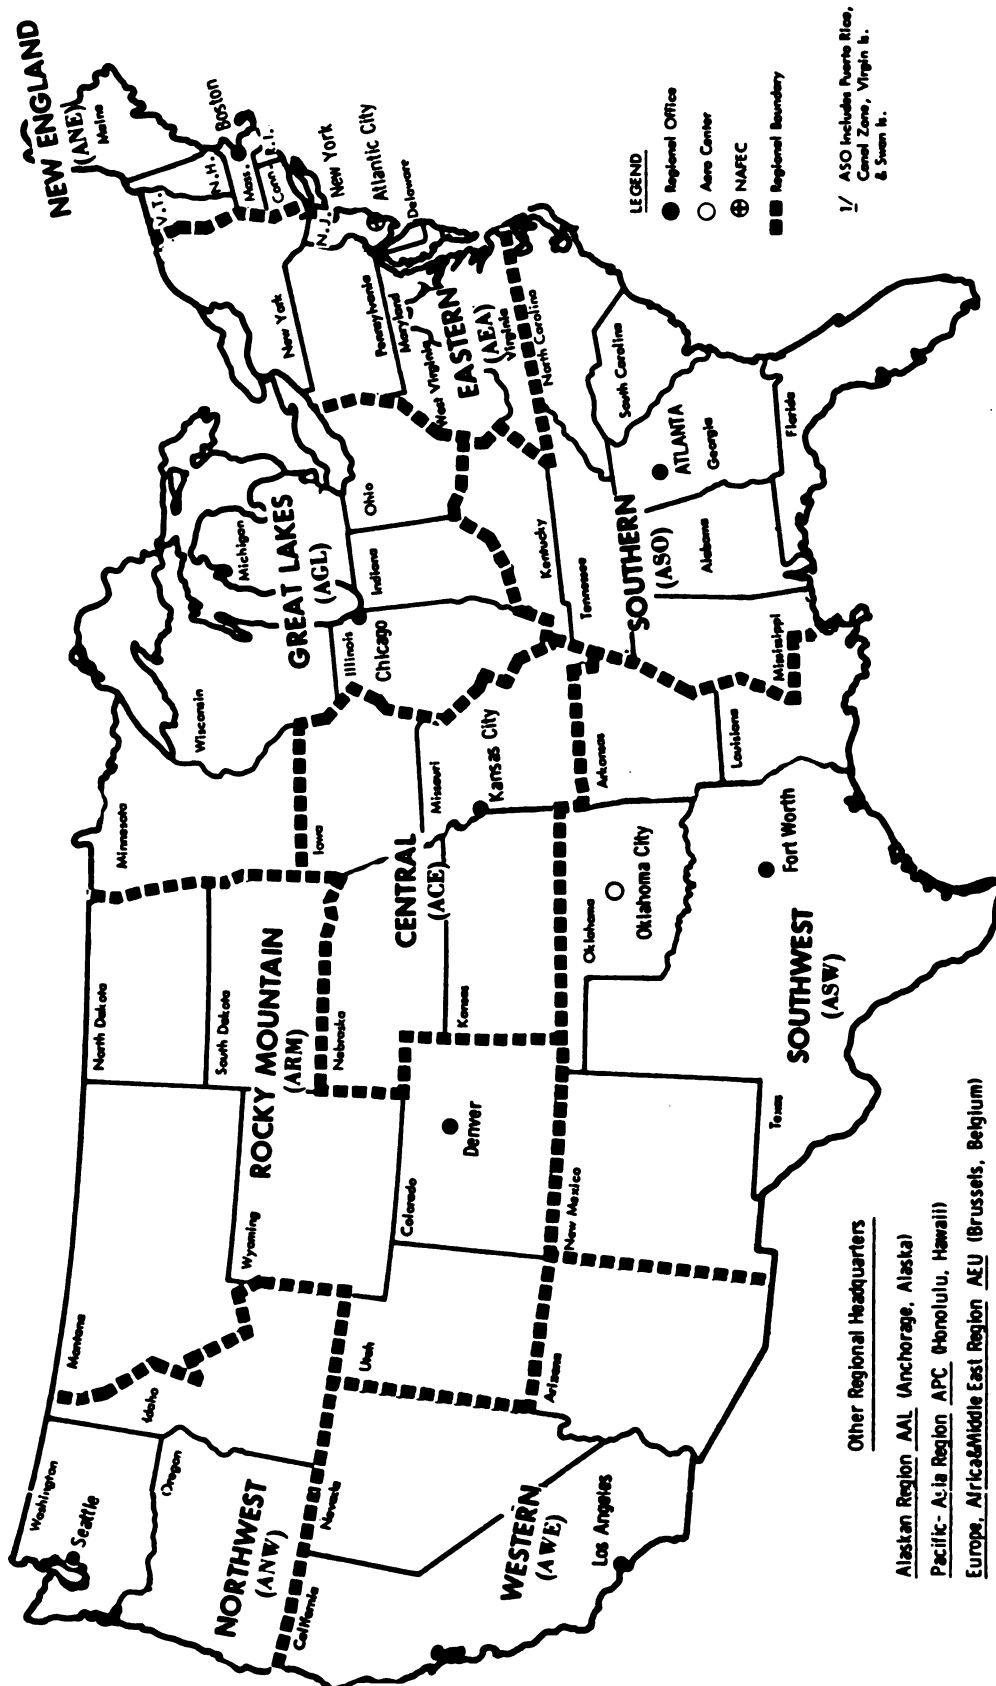 NEW ENGLAND
(ANE)
Maine
V.T.
N.H.
Boston
Mass.
Conn.
R.I.
New York
N.J.
New York
Atlantic City
Delaware
Pennsylvania
Maryland
West Virginia
EASTERN
(AEA)
Virginia
North Carolina
South Carolina
ATLANTA
Georgia
Florida
Alabama
SOUTHERN
(ASO)
Mississippi
Tennessee
Kentucky
Ohio
Indiana
Michigan
GREAT LAKES
(AGL)
Illinois
Chicago
Wisconsin
Minnesota
Iowa
Missouri
Kansas City
CENTRAL
(ACE)
Kansas
Nebraska
Arkansas
Louisiana
Oklahoma
Oklahoma City
Fort Worth
SOUTHWEST
(ASW)
Texas
New Mexico
North Dakota
South Dakota
ROCKY MOUNTAIN
(ARM)
Wyoming
Colorado
Denver
Montana
Utah
Idaho
Washington
Seattle
Oregon
NORTHWEST
(ANW)
Nevada
California
WESTERN
(AWE)
Los Angeles
Arizona
LEGEND
Regional Office
Aero Center
NAFEC
Regional Boundary
1/ ASO includes Puerto Rico,
Canal Zone, Virgin Is.
& Swan Is.
Other Regional Headquarters
Alaskan Region AAL (Anchorage, Alaska)
Pacific- Asia Region APC (Honolulu, Hawaii)
Europe, Africa&Middle East Region AEU (Brussels, Belgium)